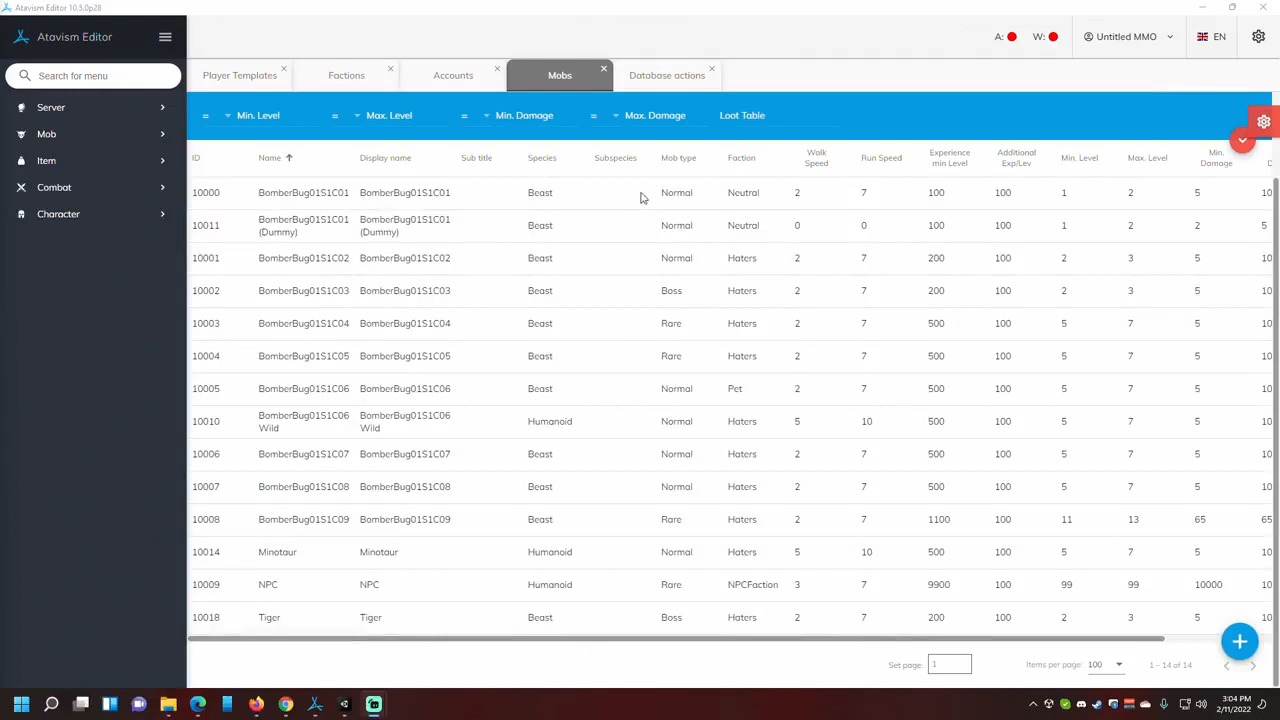 Atavism Editor 10.5.0p28
Atavism Editor
A: W: Untitled MMO EN
Search for menu
Player Templates Factions Accounts Mobs Database actions
Server
Mob
Item
Combat
Character
= Min. Level = Max. Level = Min. Damage = Max. Damage Loot Table
ID Name Display name Sub title Species Subspecies Mob type Faction Walk Speed Run Speed Experience min Level Additional Exp/Lev Min. Level Max. Level Min. Damage
10000 BomberBug01S1C01 BomberBug01S1C01 Beast Normal Neutral 2 7 100 100 1 2 5 10
10011 BomberBug01S1C01 (Dummy) BomberBug01S1C01 (Dummy) Beast Normal Neutral 0 0 100 100 1 2 2 5
10001 BomberBug01S1C02 BomberBug01S1C02 Beast Normal Haters 2 7 200 100 2 3 5 10
10002 BomberBug01S1C03 BomberBug01S1C03 Beast Boss Haters 2 7 200 100 2 3 5 10
10003 BomberBug01S1C04 BomberBug01S1C04 Beast Rare Haters 2 7 500 100 5 7 5 10
10004 BomberBug01S1C05 BomberBug01S1C05 Beast Rare Haters 2 7 500 100 5 7 5 10
10005 BomberBug01S1C06 BomberBug01S1C06 Beast Normal Pet 2 7 500 100 5 7 5 10
10010 BomberBug01S1C06 Wild BomberBug01S1C06 Wild Humanoid Normal Haters 5 10 500 100 5 7 5 10
10006 BomberBug01S1C07 BomberBug01S1C07 Beast Normal Haters 2 7 500 100 5 7 5 10
10007 BomberBug01S1C08 BomberBug01S1C08 Beast Normal Haters 2 7 500 100 5 7 5 10
10008 BomberBug01S1C09 BomberBug01S1C09 Beast Rare Haters 2 7 1100 100 11 13 65 65
10014 Minotaur Minotaur Humanoid Normal Haters 5 10 500 100 5 7 5 10
10009 NPC NPC Humanoid Rare NPCFaction 3 7 9900 100 99 99 10000 10
10018 Tiger Tiger Beast Boss Haters 2 7 200 100 2 3 5 10
Set page: 1 Items per page: 100 1 – 14 of 14
3:04 PM
2/11/2022